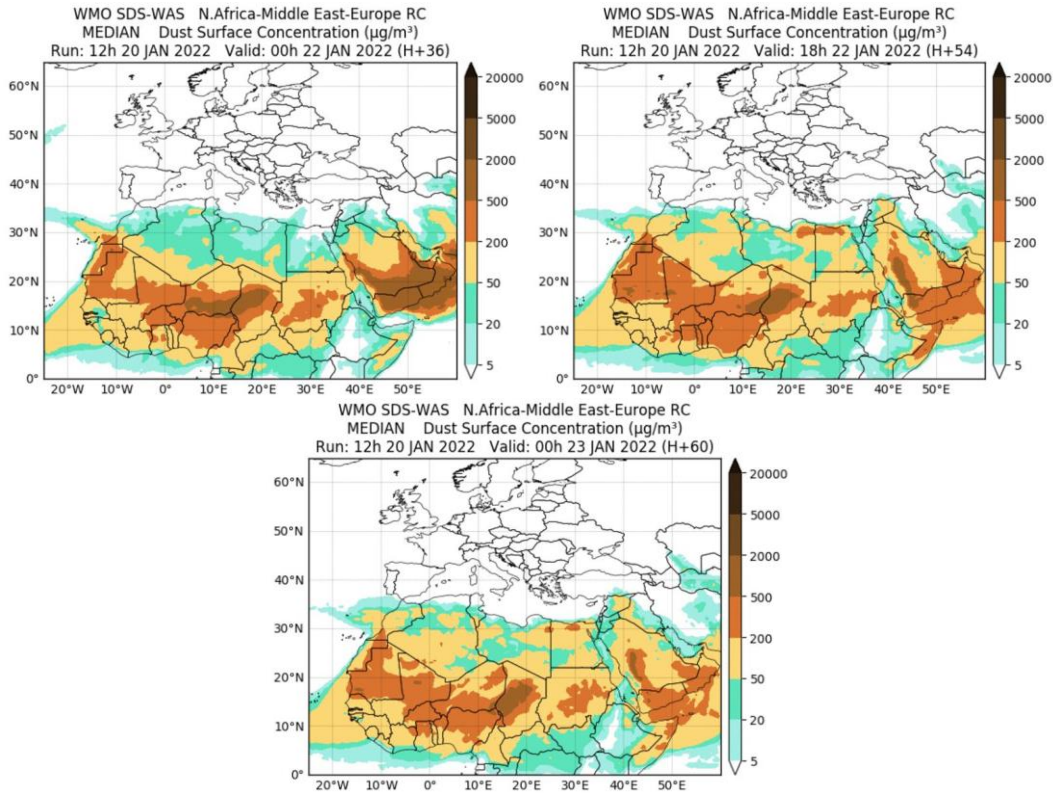 WMO SDS-WAS N.Africa-Middle East-Europe RC
MEDIAN Dust Surface Concentration (µg/m³)
Run: 12h 20 JAN 2022 Valid: 00h 22 JAN 2022 (H+36)
60°N
50°N
40°N
30°N
20°N
10°N
0°
20°W
10°W
0°
10°E
20°E
30°E
40°E
50°E
20000
5000
2000
500
200
50
20
5
WMO SDS-WAS N.Africa-Middle East-Europe RC
MEDIAN Dust Surface Concentration (µg/m³)
Run: 12h 20 JAN 2022 Valid: 18h 22 JAN 2022 (H+54)
60°N
50°N
40°N
30°N
20°N
10°N
0°
20°W
10°W
0°
10°E
20°E
30°E
40°E
50°E
20000
5000
2000
500
200
50
20
5
WMO SDS-WAS N.Africa-Middle East-Europe RC
MEDIAN Dust Surface Concentration (µg/m³)
Run: 12h 20 JAN 2022 Valid: 00h 23 JAN 2022 (H+60)
60°N
50°N
40°N
30°N
20°N
10°N
0°
20°W
10°W
0°
10°E
20°E
30°E
40°E
50°E
20000
5000
2000
500
200
50
20
5